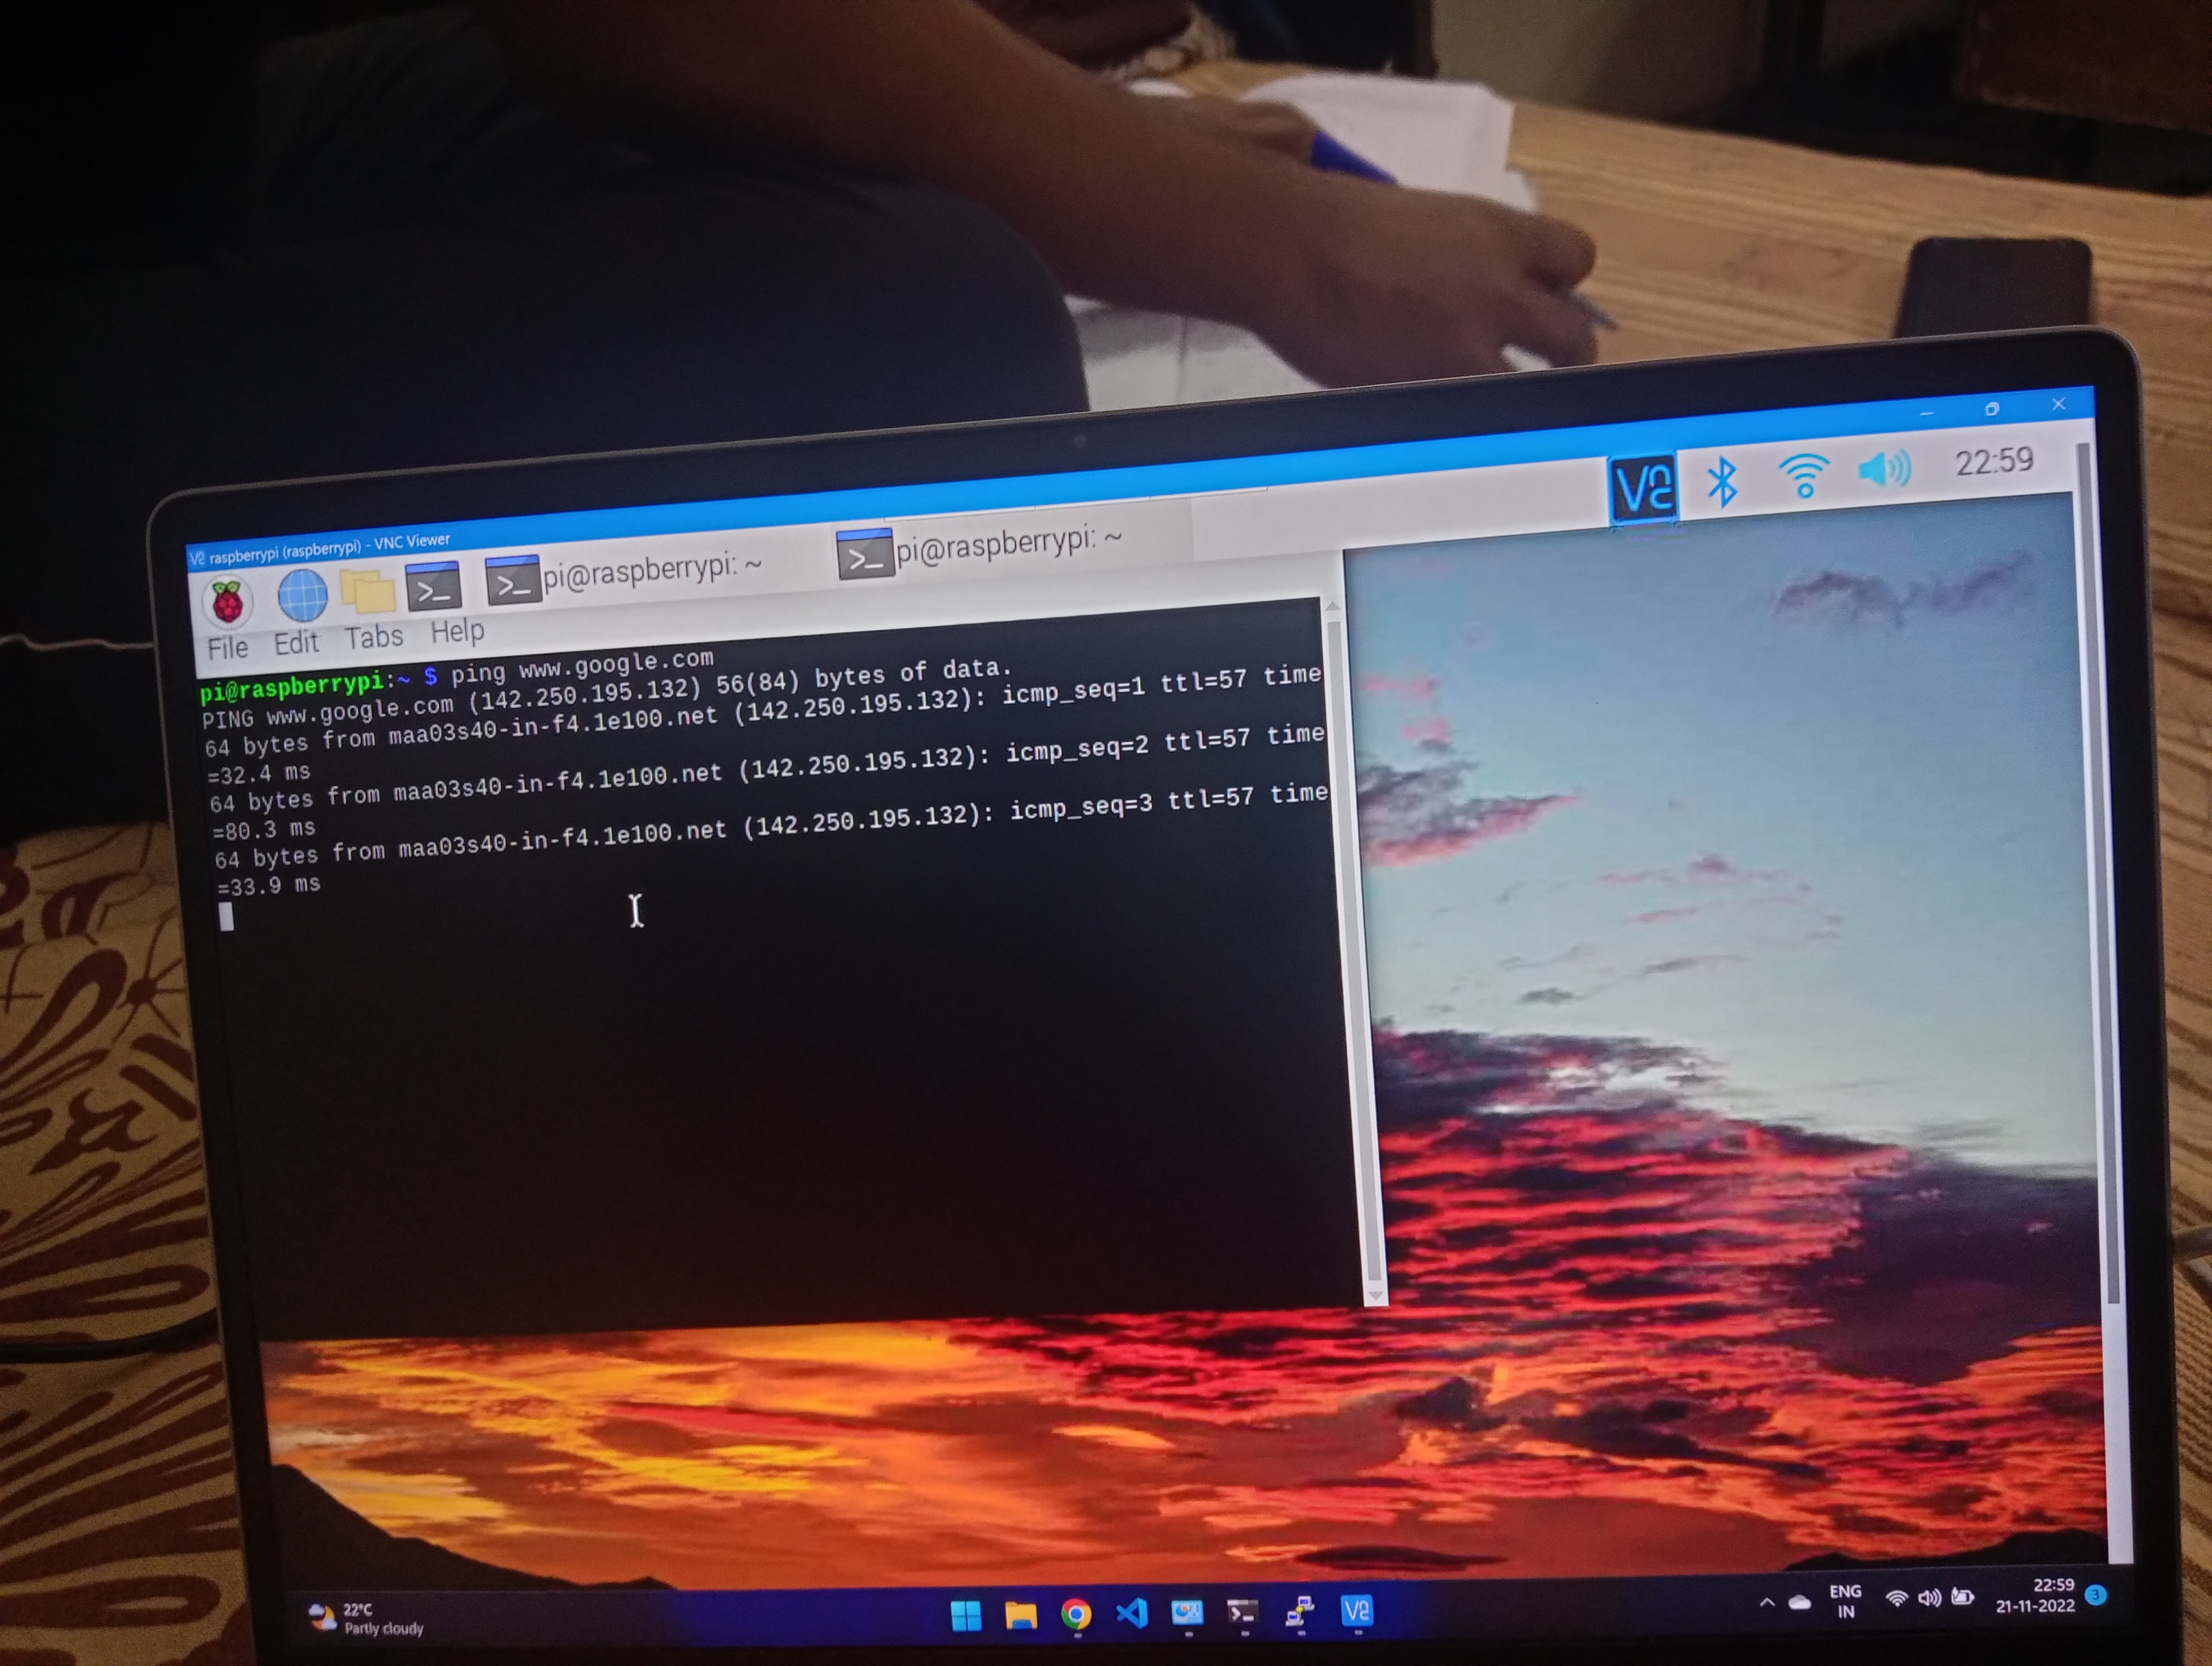 V2 raspberrypi (raspberrypi) - VNC Viewer
pi@raspberrypi: ~
pi@raspberrypi: ~
V2
22:59
File Edit Tabs Help
pi@raspberrypi:~ $ ping www.google.com
PING www.google.com (142.250.195.132) 56(84) bytes of data.
64 bytes from maa03s40-in-f4.1e100.net (142.250.195.132): icmp_seq=1 ttl=57 time
=32.4 ms
64 bytes from maa03s40-in-f4.1e100.net (142.250.195.132): icmp_seq=2 ttl=57 time
=80.3 ms
64 bytes from maa03s40-in-f4.1e100.net (142.250.195.132): icmp_seq=3 ttl=57 time
=33.9 ms
22°C
Partly cloudy
V2
ENG
IN
22:59
21-11-2022
3